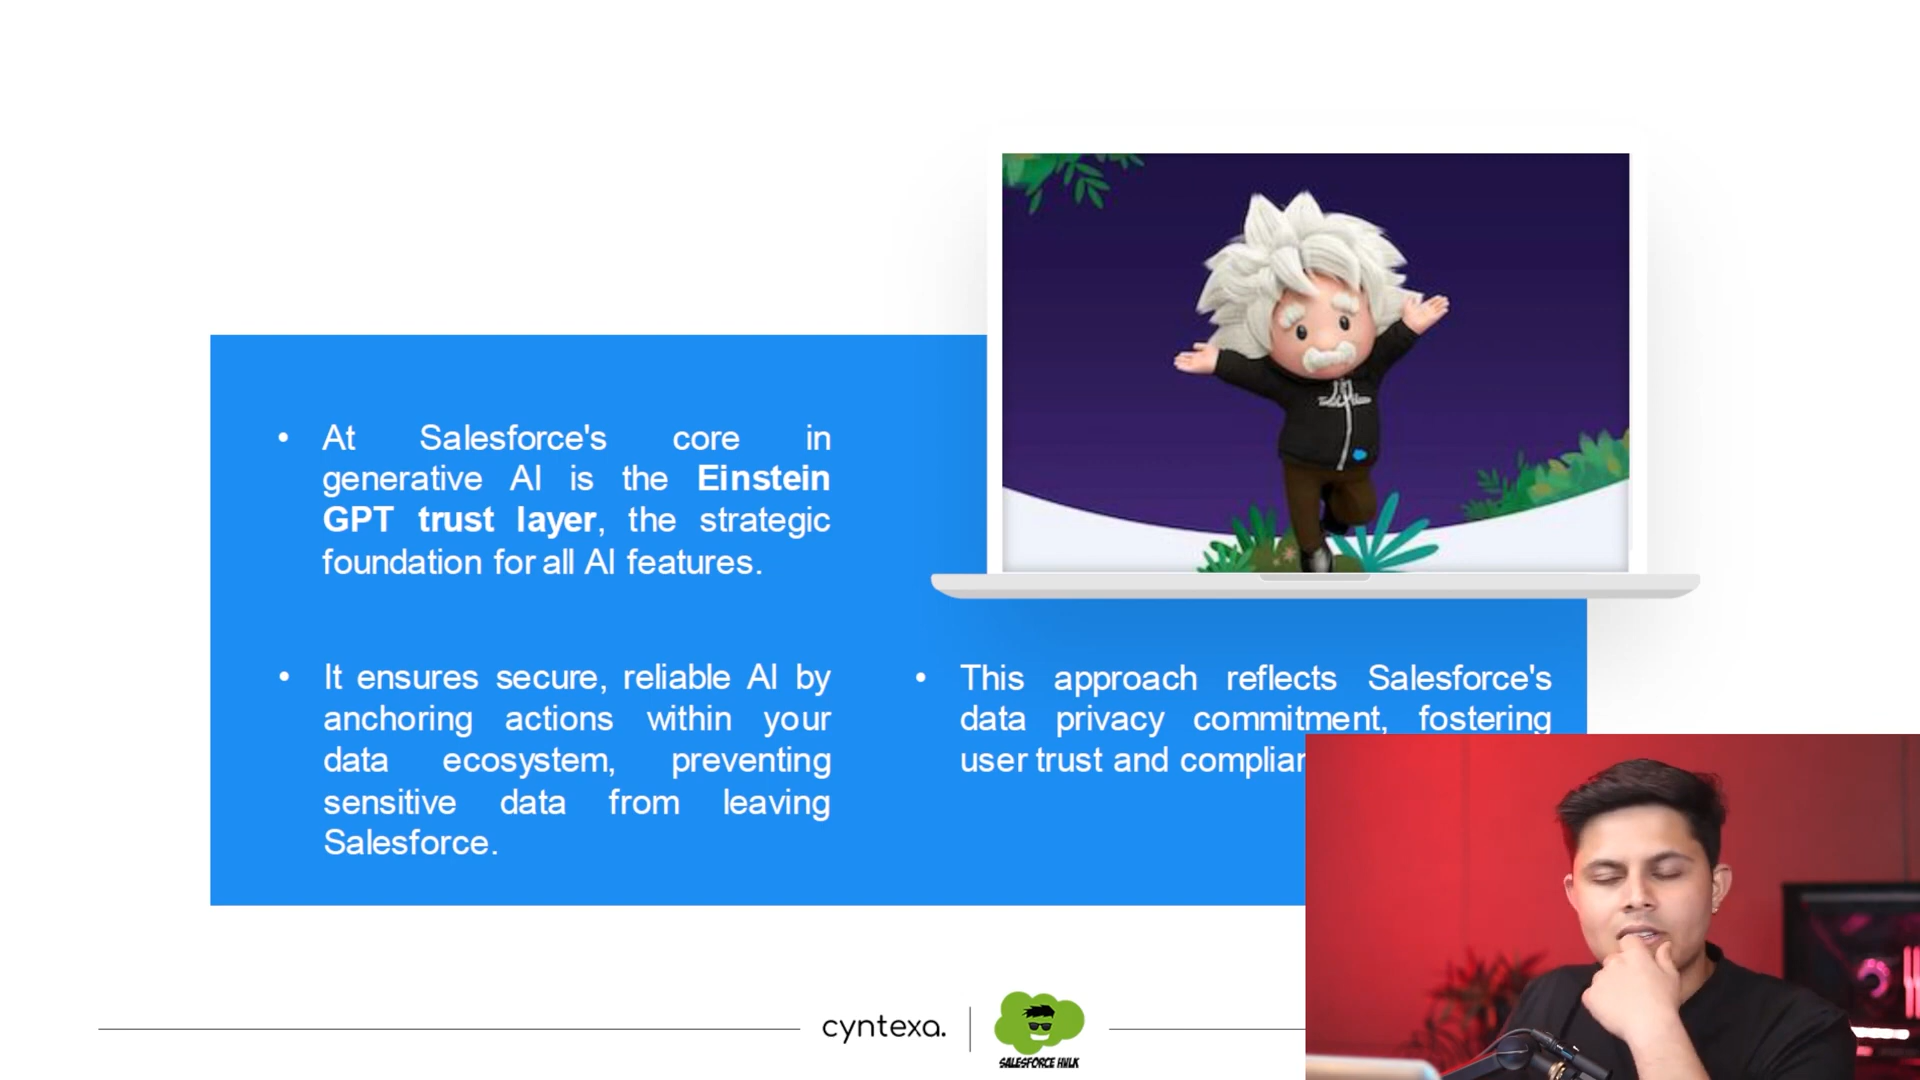 • At Salesforce's core in
generative AI is the Einstein
GPT trust layer, the strategic
foundation for all AI features.
• It ensures secure, reliable AI by
anchoring actions within your
data ecosystem, preventing
sensitive data from leaving
Salesforce.
• This approach reflects Salesforce's
data privacy commitment, fostering
user trust and
cyntexa.
SALESFORCE HULK